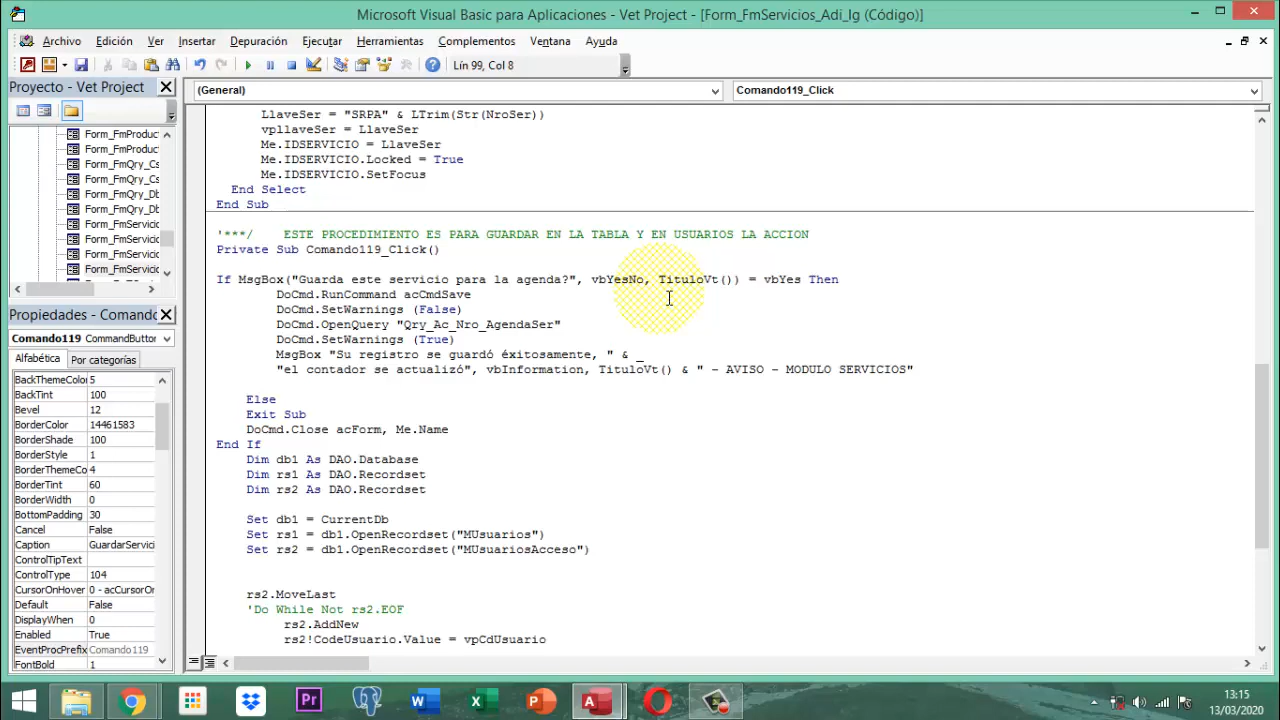 Microsoft Visual Basic para Aplicaciones - Vet Project - [Form_FmServicios_Adi_Ig (Código)]
Archivo Edición Ver Insertar Formato Depuración Ejecutar Herramientas Complementos Ventana Ayuda
Lín 99, Col 8
Proyecto - Vet Project
(General)
Comando119_Click
Form_FmProduc
Form_FmProduc
Form_FmQry_Cs
Form_FmQry_Cs
Form_FmQry_Db
Form_FmQry_Db
Form_FmServicio
Form_FmServicio
Form_FmServicio
Form_FmServicio
Propiedades - Comando
Comando119 CommandButton
Alfabética Por categorías
BackThemeColor 5
BackTint 100
Bevel 12
BorderColor 14461583
BorderShade 100
BorderStyle 1
BorderThemeCo 4
BorderTint 60
BorderWidth 0
BottomPadding 30
Cancel False
Caption GuardarServici
ControlTipText
ControlType 104
CursorOnHover 0 - acCursorOn
Default False
DisplayWhen 0
Enabled True
EventProcPrefix Comando119
FontBold 1
LlaveSer = "SRPA" & LTrim(Str(NroSer))
vpllaveSer = LlaveSer
Me.IDSERVICIO = LlaveSer
Me.IDSERVICIO.Locked = True
Me.IDSERVICIO.SetFocus
End Select
End Sub
'***/ ESTE PROCEDIMIENTO ES PARA GUARDAR EN LA TABLA Y EN USUARIOS LA ACCION
Private Sub Comando119_Click()
If MsgBox("Guarda este servicio para la agenda?", vbYesNo, TituloVt()) = vbYes Then
DoCmd.RunCommand acCmdSave
DoCmd.SetWarnings (False)
DoCmd.OpenQuery "Qry_Ac_Nro_AgendaSer"
DoCmd.SetWarnings (True)
MsgBox "Su registro se guardó éxitosamente, " & _
"el contador se actualizó", vbInformation, TituloVt() & " - AVISO - MODULO SERVICIOS"
Else
Exit Sub
DoCmd.Close acForm, Me.Name
End If
Dim db1 As DAO.Database
Dim rs1 As DAO.Recordset
Dim rs2 As DAO.Recordset
Set db1 = CurrentDb
Set rs1 = db1.OpenRecordset("MUsuarios")
Set rs2 = db1.OpenRecordset("MUsuariosAcceso")
rs2.MoveLast
'Do While Not rs2.EOF
rs2.AddNew
rs2!CodeUsuario.Value = vpCdUsuario
Pr
13:15
13/03/2020